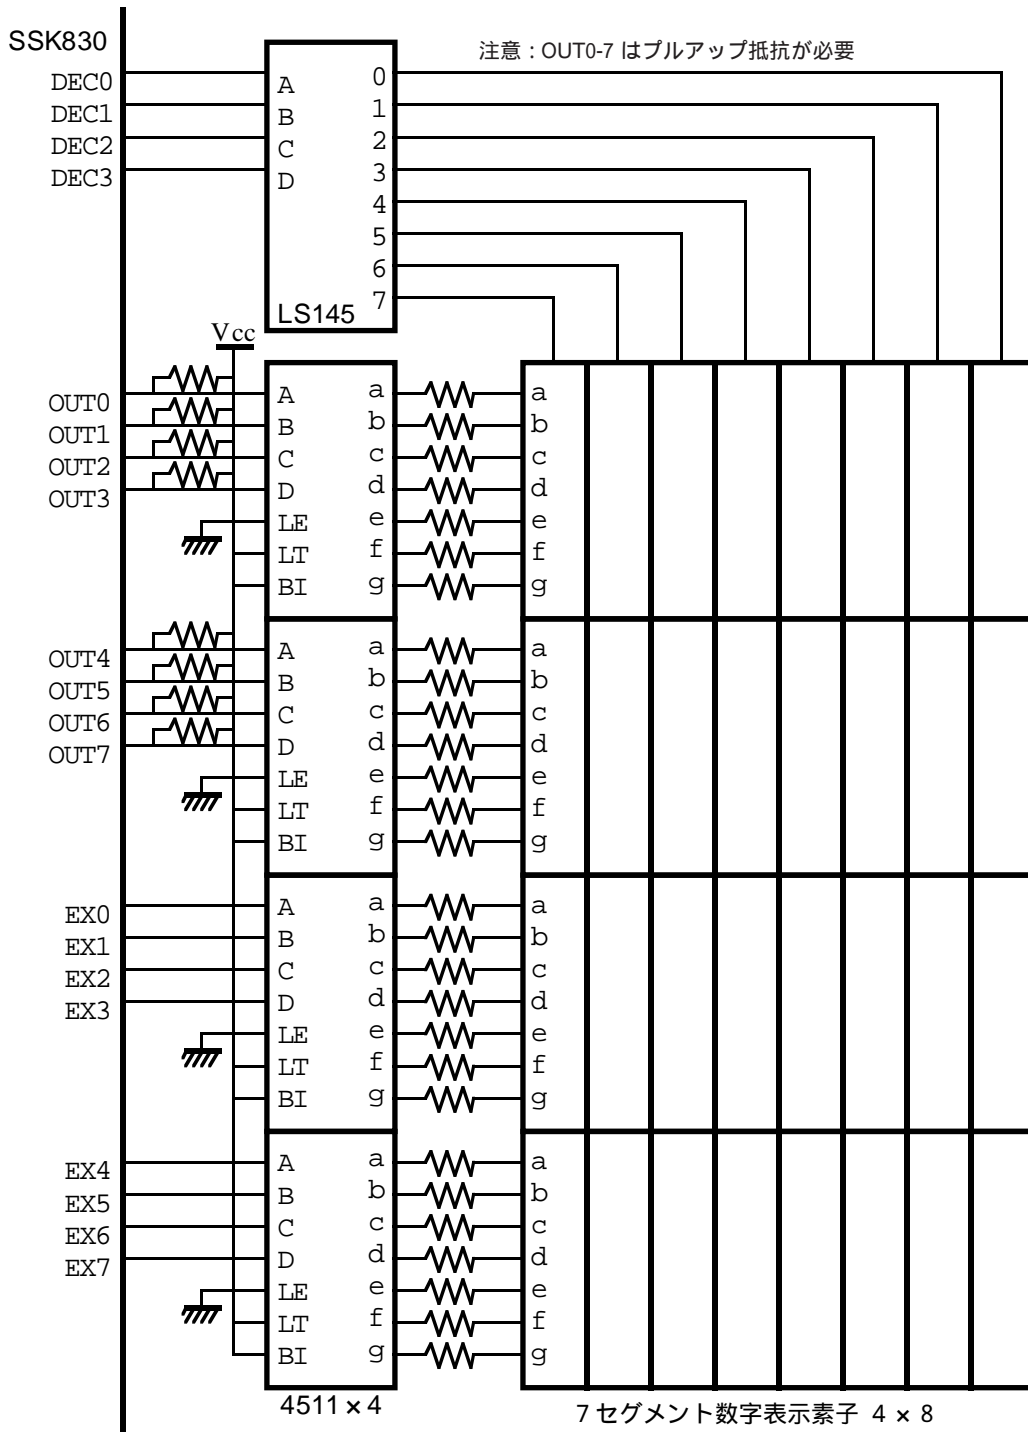 SSK830
注意：OUT0-7 はプルアップ抵抗が必要
DEC0 A 0
DEC1 B 1
DEC2 C 2
DEC3 D 3
4
5
6
LS145 7
Vcc
OUT0 A a a
OUT1 B b b
OUT2 C c c
OUT3 D d d
LE e e
LT f f
BI g g
OUT4 A a a
OUT5 B b b
OUT6 C c c
OUT7 D d d
LE e e
LT f f
BI g g
EX0 A a a
EX1 B b b
EX2 C c c
EX3 D d d
LE e e
LT f f
BI g g
EX4 A a a
EX5 B b b
EX6 C c c
EX7 D d d
LE e e
LT f f
BI g g
4511 × 4
7 セグメント数字表示素子 4 × 8